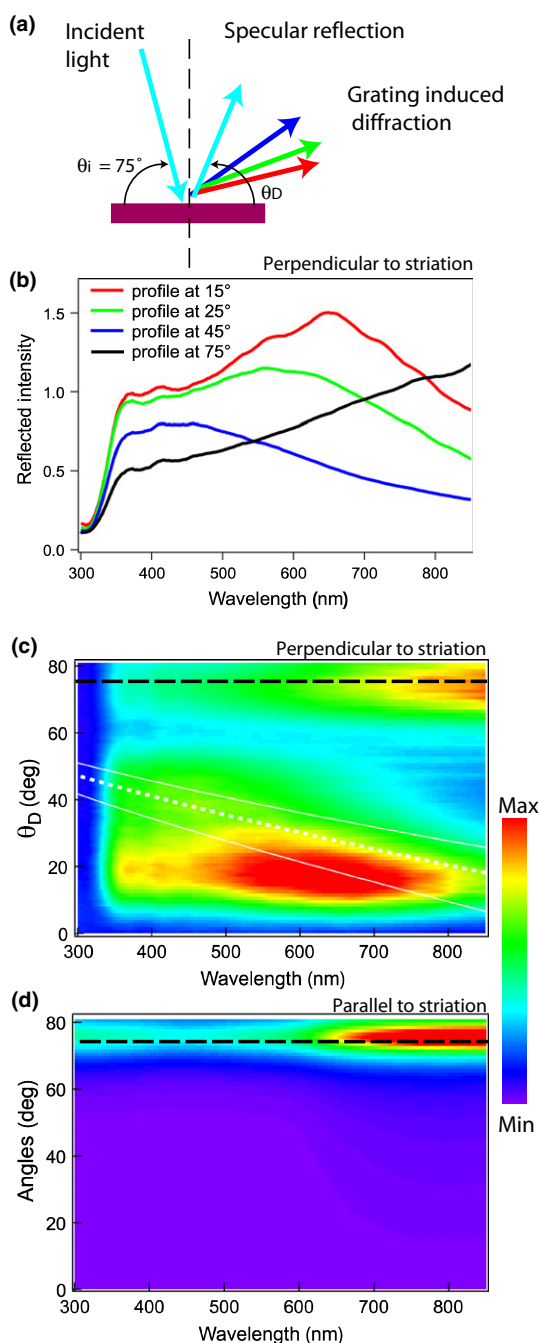 (a)
Incident
light
Specular reflection
Grating induced
diffraction
θi = 75°
θD
(b)
Perpendicular to striation
profile at 15°
profile at 25°
profile at 45°
profile at 75°
1.5
1.0
0.5
0.0
Reflected intensity
300 400 500 600 700 800
Wavelength (nm)
(c)
Perpendicular to striation
80
60
40
20
0
θD (deg)
300 400 500 600 700 800
Wavelength (nm)
Max
(d)
Parallel to striation
80
60
40
20
0
Angles (deg)
Min
300 400 500 600 700 800
Wavelength (nm)